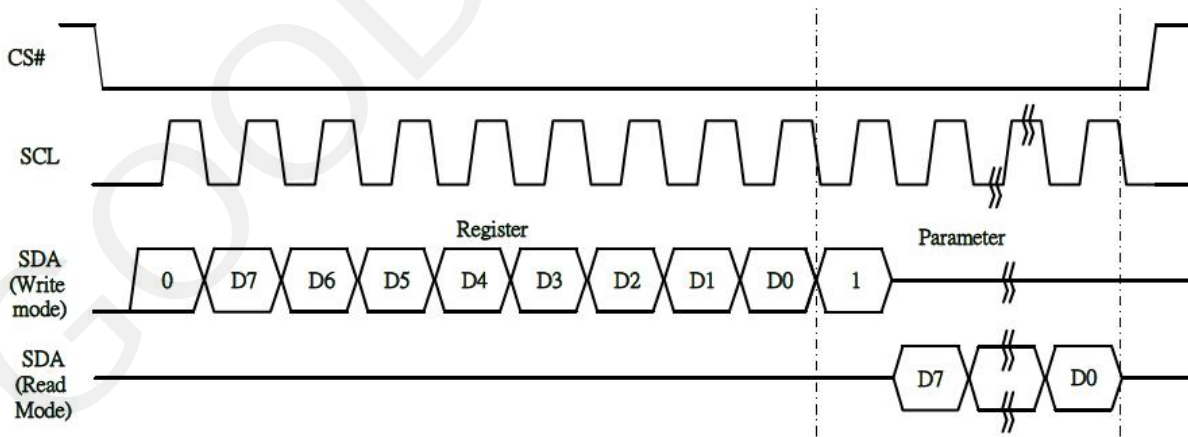 CS#
SCL
Register
Parameter
SDA
(Write
mode)
0 D7 D6 D5 D4 D3 D2 D1 D0 1
SDA
(Read
Mode)
D7 D0
GOOD